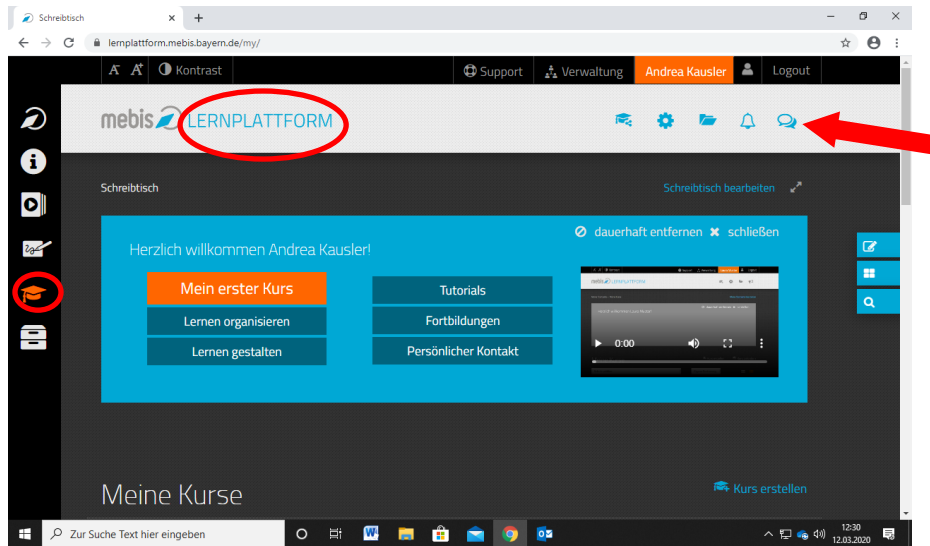 Schreibtisch
lernplattform.mebis.bayern.de/my/
A- A+ Kontrast Support Verwaltung Andrea Kausler Logout
mebis LERNPLATTFORM
Schreibtisch Schreibtisch bearbeiten
dauerhaft entfernen schließen
Herzlich willkommen Andrea Kausler!
Mein erster Kurs Tutorials
Lernen organisieren Fortbildungen
Lernen gestalten Persönlicher Kontakt
0:00
Meine Kurse Kurs erstellen
Zur Suche Text hier eingeben
12:30
12.03.2020